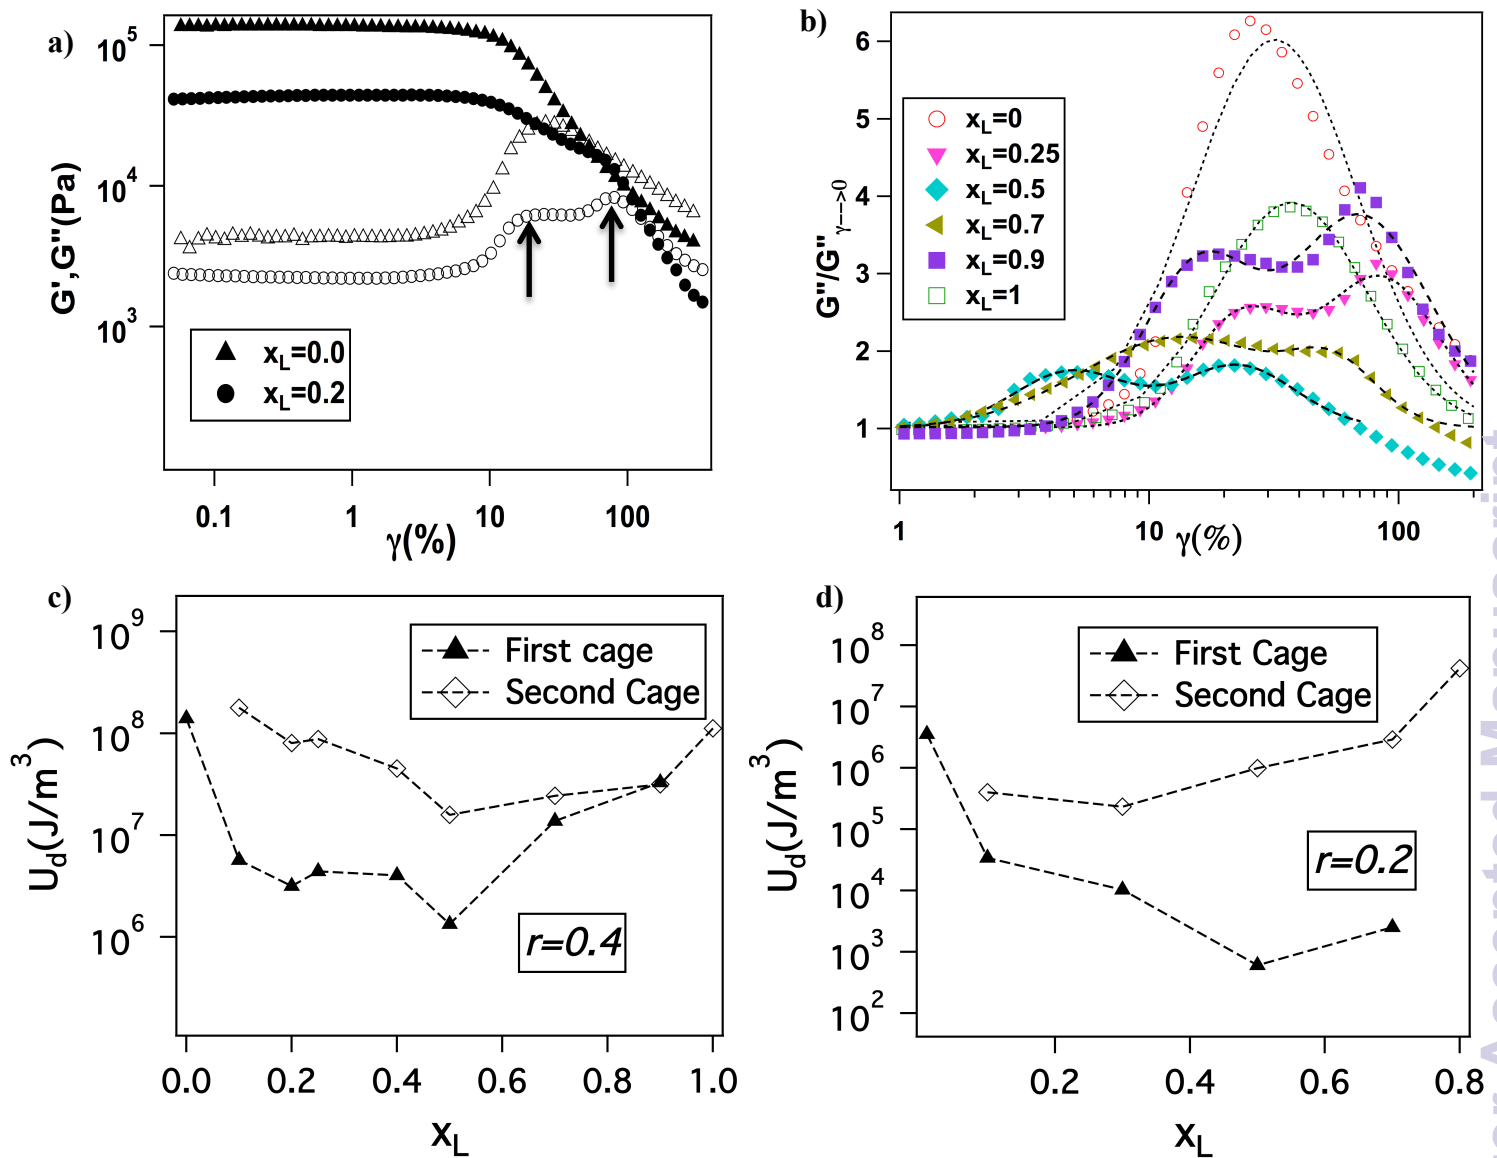 a)
10^5
10^4
10^3
G',G''(Pa)
x_L=0.0
x_L=0.2
0.1
1
10
100
γ(%)
b)
6
5
4
3
2
1
G''/G''_γ--->0
x_L=0
x_L=0.25
x_L=0.5
x_L=0.7
x_L=0.9
x_L=1
1
10
100
γ(%)
c)
10^9
10^8
10^7
10^6
U_d(J/m^3)
First cage
Second Cage
r=0.4
0.0
0.2
0.4
0.6
0.8
1.0
x_L
d)
10^8
10^7
10^6
10^5
10^4
10^3
10^2
U_d(J/m^3)
First Cage
Second Cage
r=0.2
0.2
0.4
0.6
0.8
x_L